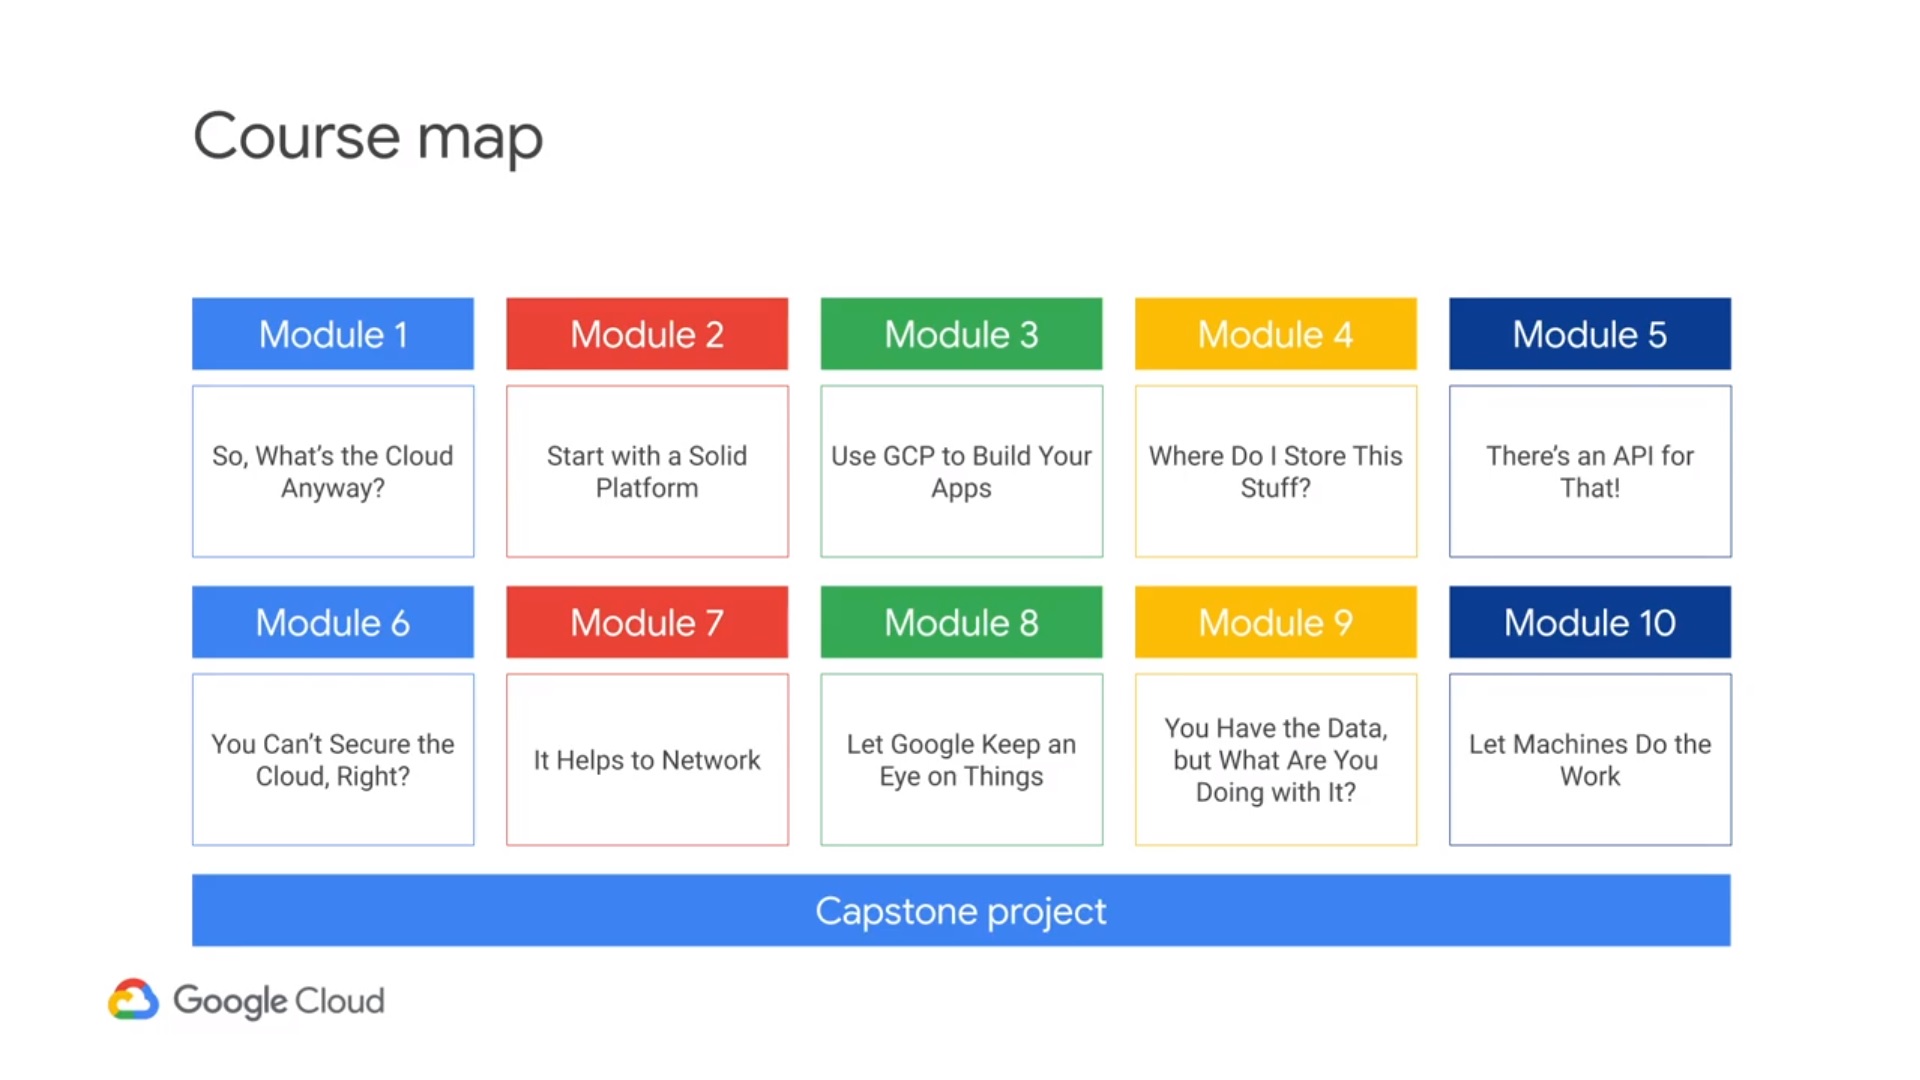 Course map
Module 1
Module 2
Module 3
Module 4
Module 5
So, What's the Cloud
Anyway?
Start with a Solid
Platform
Use GCP to Build Your
Apps
Where Do I Store This
Stuff?
There's an API for
That!
Module 6
Module 7
Module 8
Module 9
Module 10
You Can't Secure the
Cloud, Right?
It Helps to Network
Let Google Keep an
Eye on Things
You Have the Data,
but What Are You
Doing with It?
Let Machines Do the
Work
Capstone project
Google Cloud